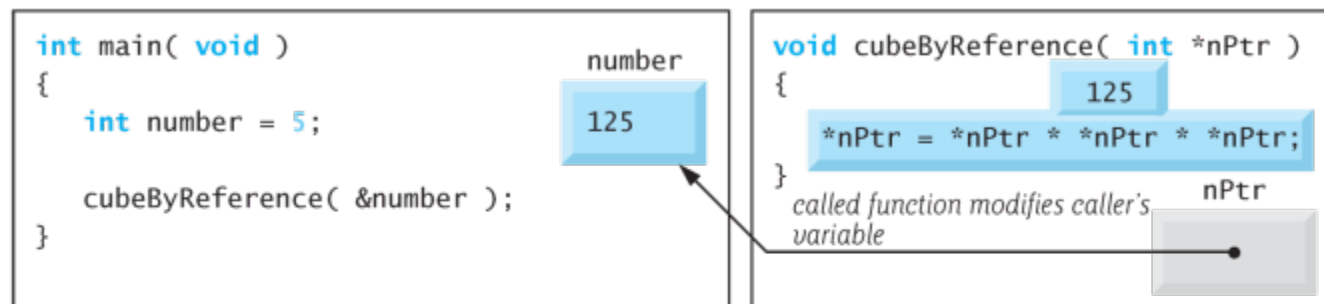 int main( void )
{
int number = 5;
cubeByReference( &number );
}
number
125
void cubeByReference( int *nPtr )
{
125
*nPtr = *nPtr * *nPtr * *nPtr;
}
called function modifies caller's
variable
nPtr